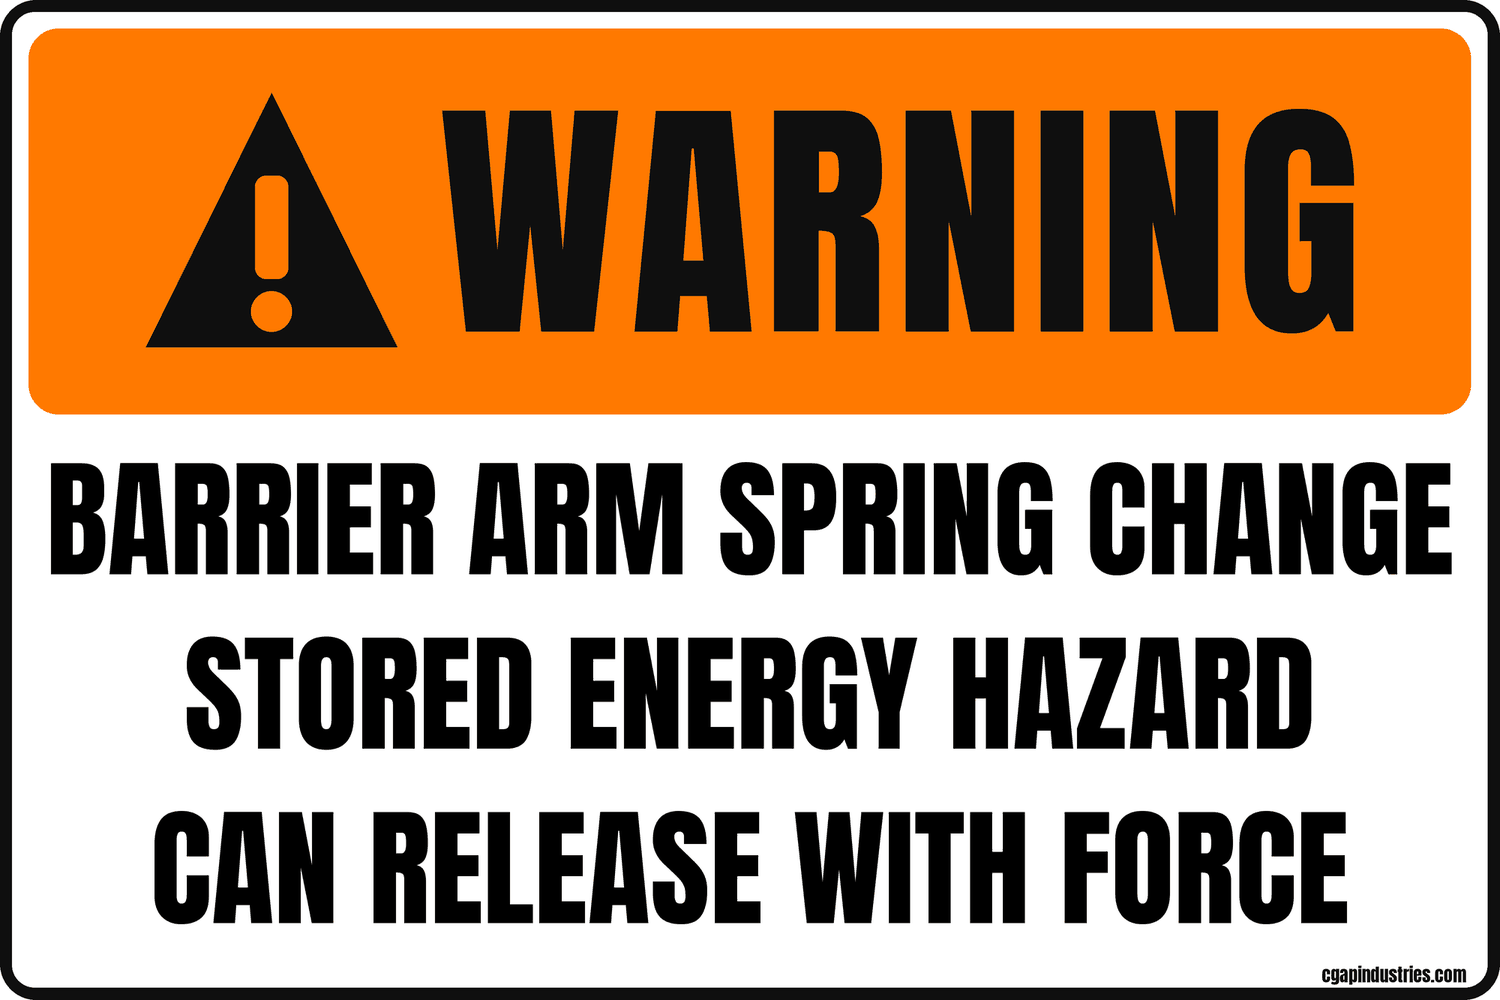 WARNING
BARRIER ARM SPRING CHANGE
STORED ENERGY HAZARD
CAN RELEASE WITH FORCE
cgapindustries.com